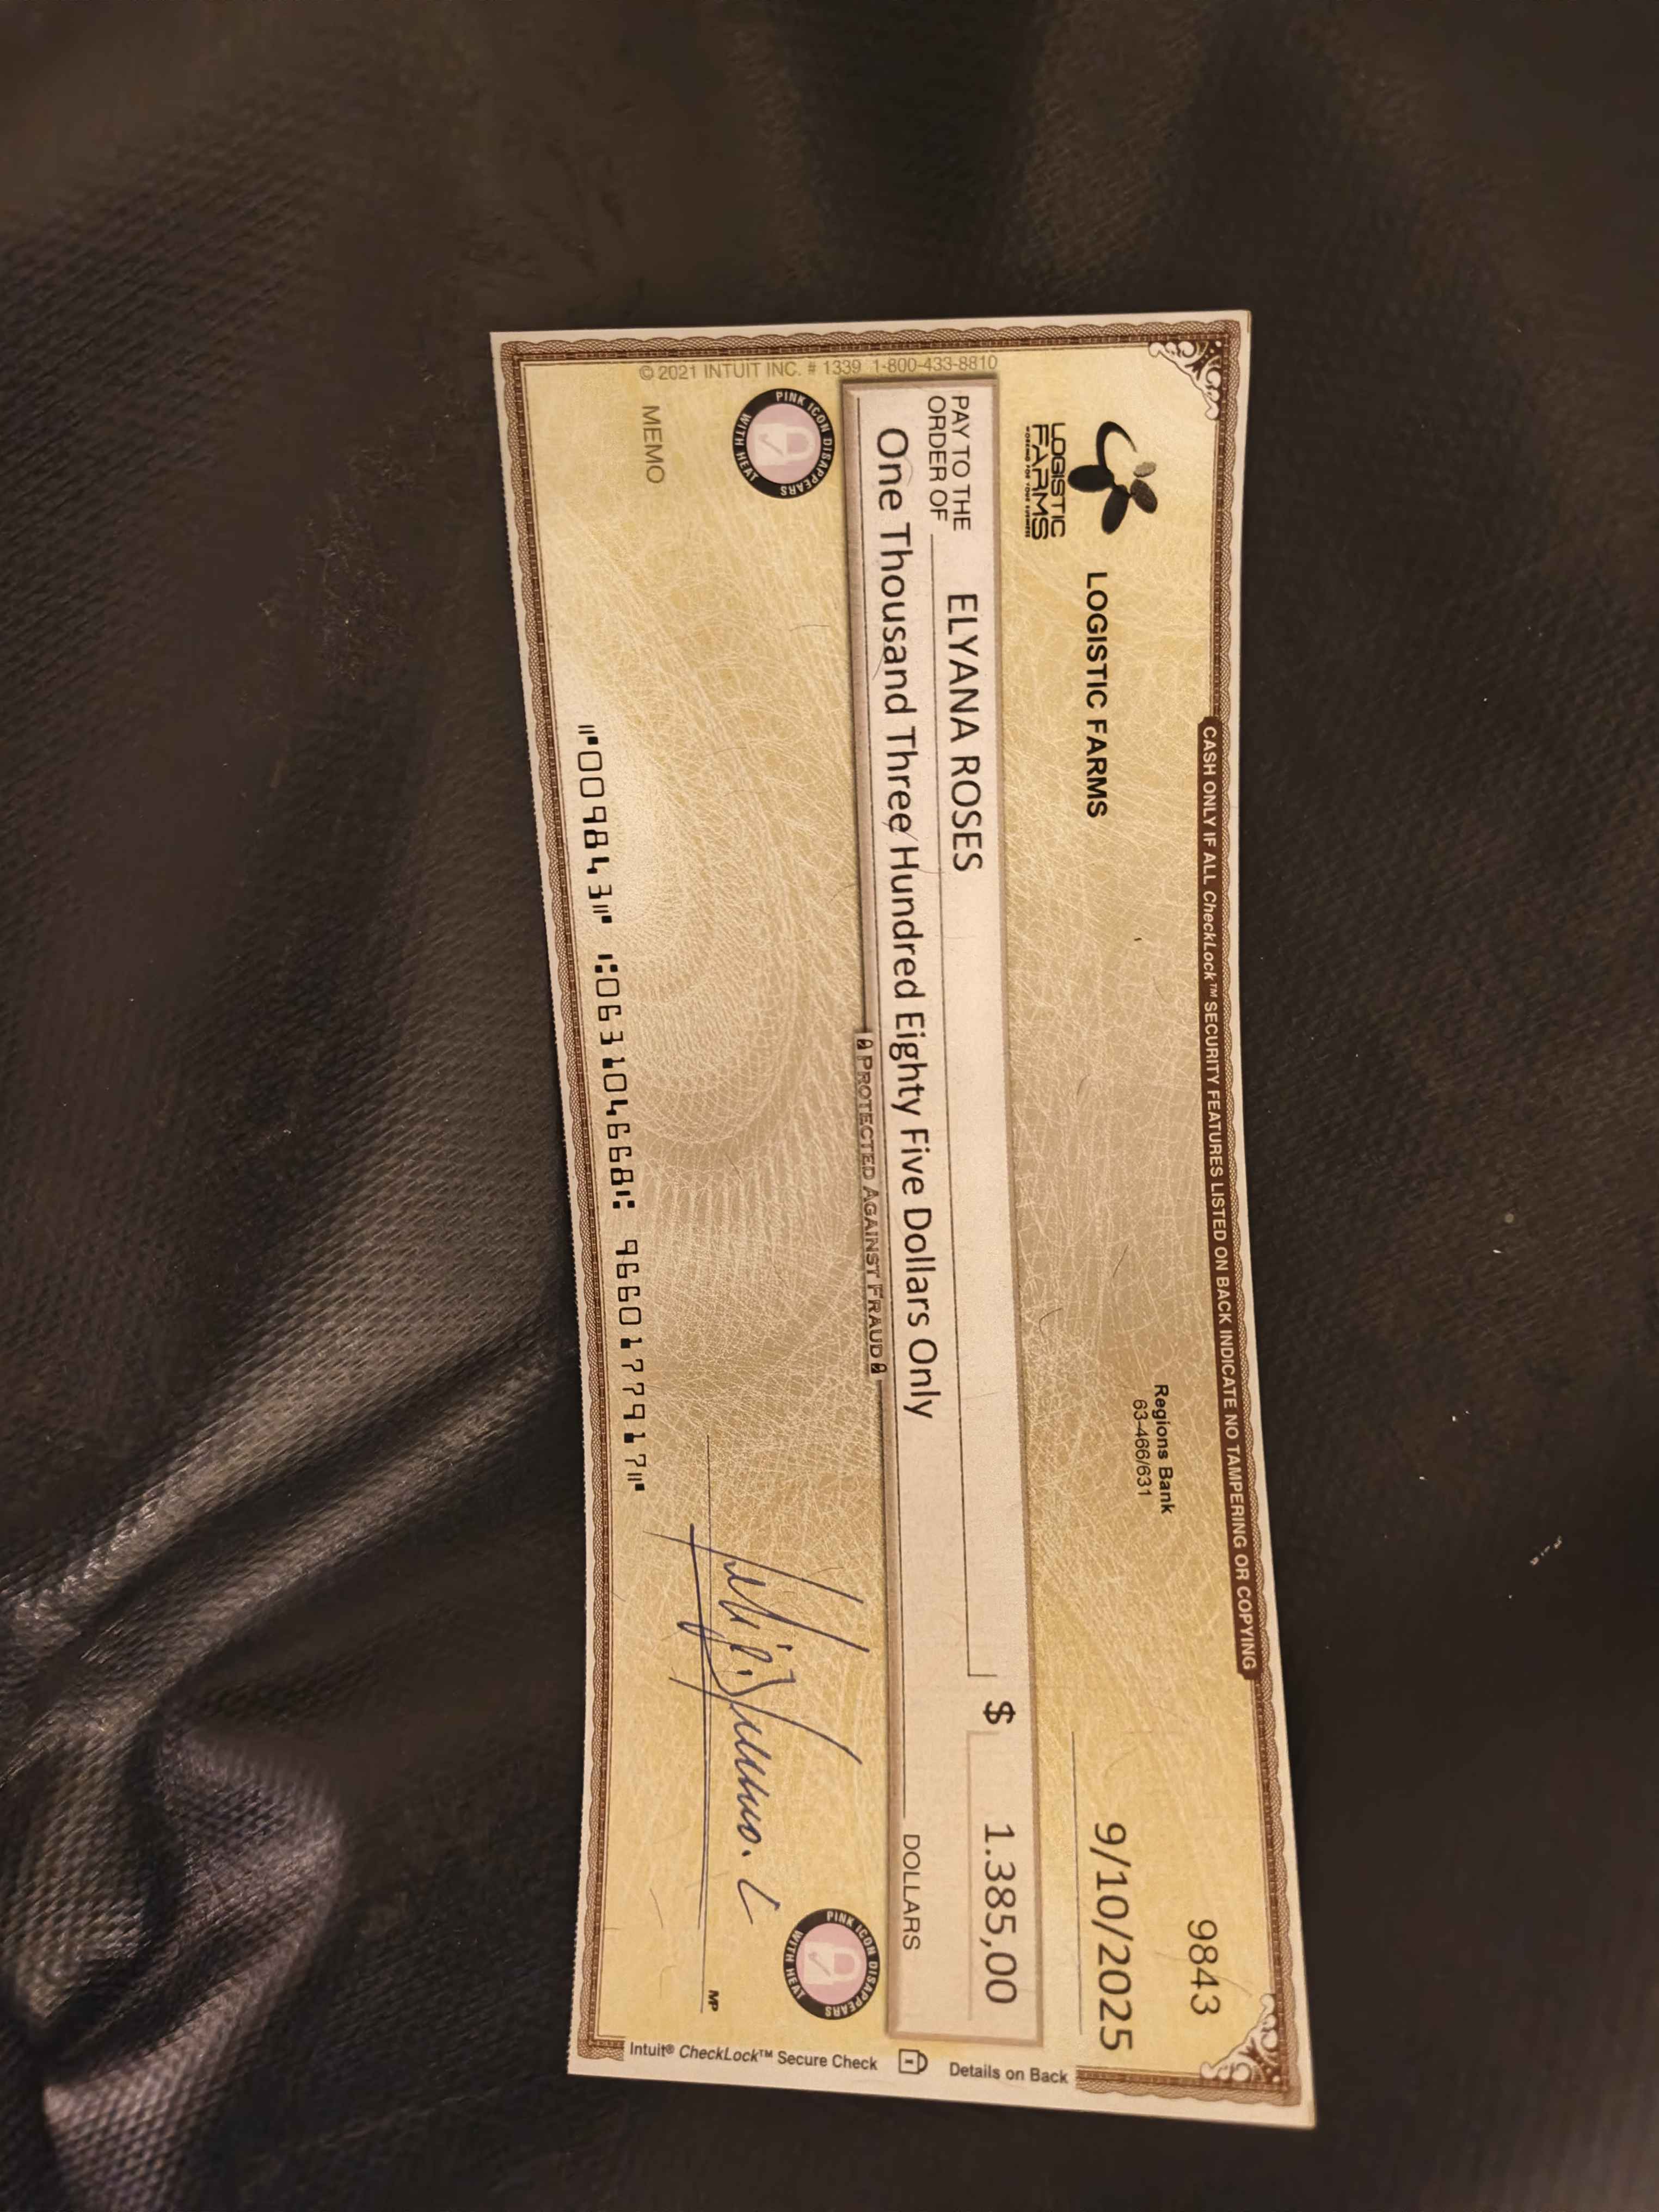 CASH ONLY IF ALL CheckLock™ SECURITY FEATURES LISTED ON BACK INDICATE NO TAMPERING OR COPYING
9843
LOGISTIC FARMS
LOGISTIC FARMS
Regions Bank
63-466/631
9/10/2025
PAY TO THE
ORDER OF
ELYANA ROSES
$ 1.385,00
One Thousand Three Hundred Eighty Five Dollars Only
DOLLARS
PROTECTED AGAINST FRAUD
© 2021 INTUIT INC. # 1339 1-800-433-8810
PINK ICON DISAPPEARS WITH HEAT
PINK ICON DISAPPEARS WITH HEAT
MEMO
MP
⑈009843⑈ ⑆063104668⑆ 9660177917⑈
Intuit® CheckLock™ Secure Check
Details on Back